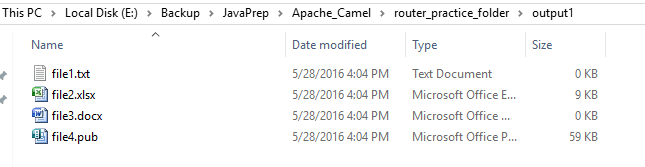 This PC > Local Disk (E:) > Backup > JavaPrep > Apache_Camel > router_practice_folder > output1
Name Date modified Type Size
file1.txt 5/28/2016 4:04 PM Text Document 0 KB
file2.xlsx 5/28/2016 4:04 PM Microsoft Office E... 9 KB
file3.docx 5/28/2016 4:04 PM Microsoft Office ... 0 KB
file4.pub 5/28/2016 4:04 PM Microsoft Office P... 59 KB